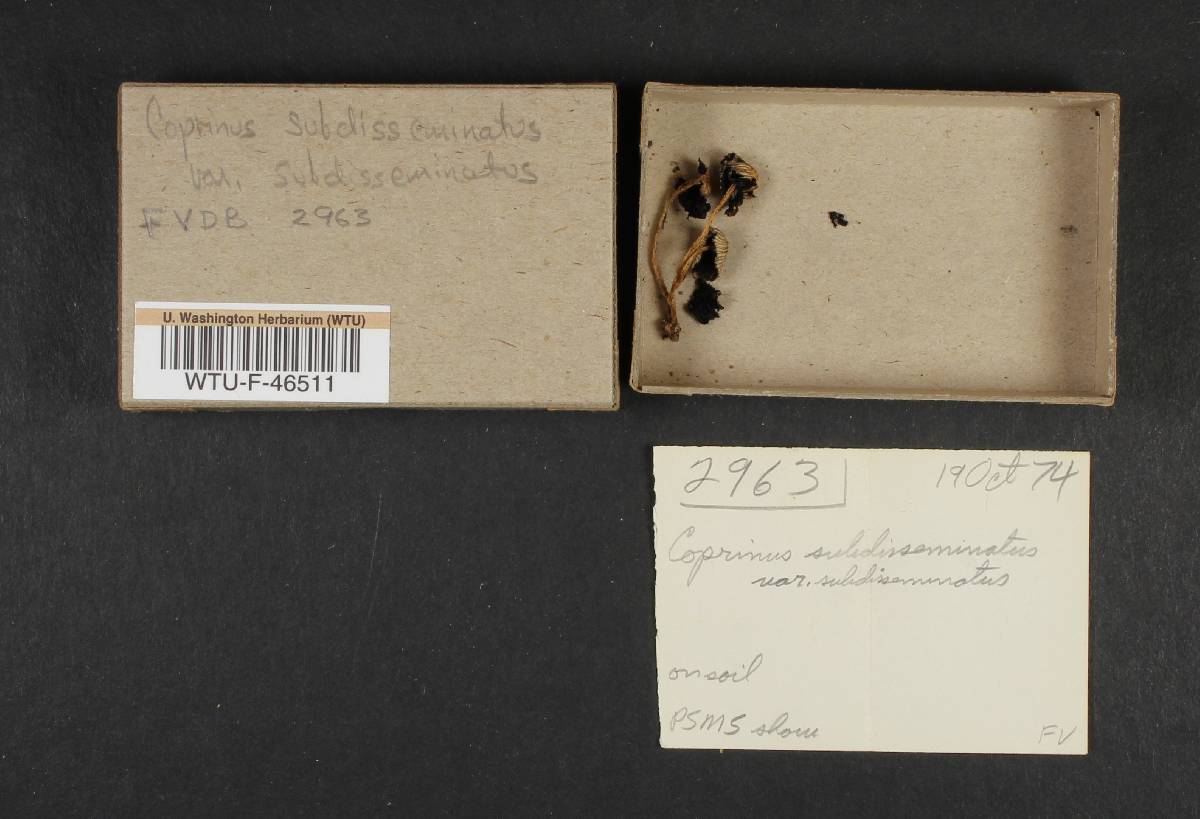 Coprinus subdisseminatus
var. subdisseminatus
FVDB 2963
U. Washington Herbarium (WTU)
WTU-F-46511
2963
19 Oct 74
Coprinus subdisseminatus
var. subdisseminatus
on soil
PSMS show
FV